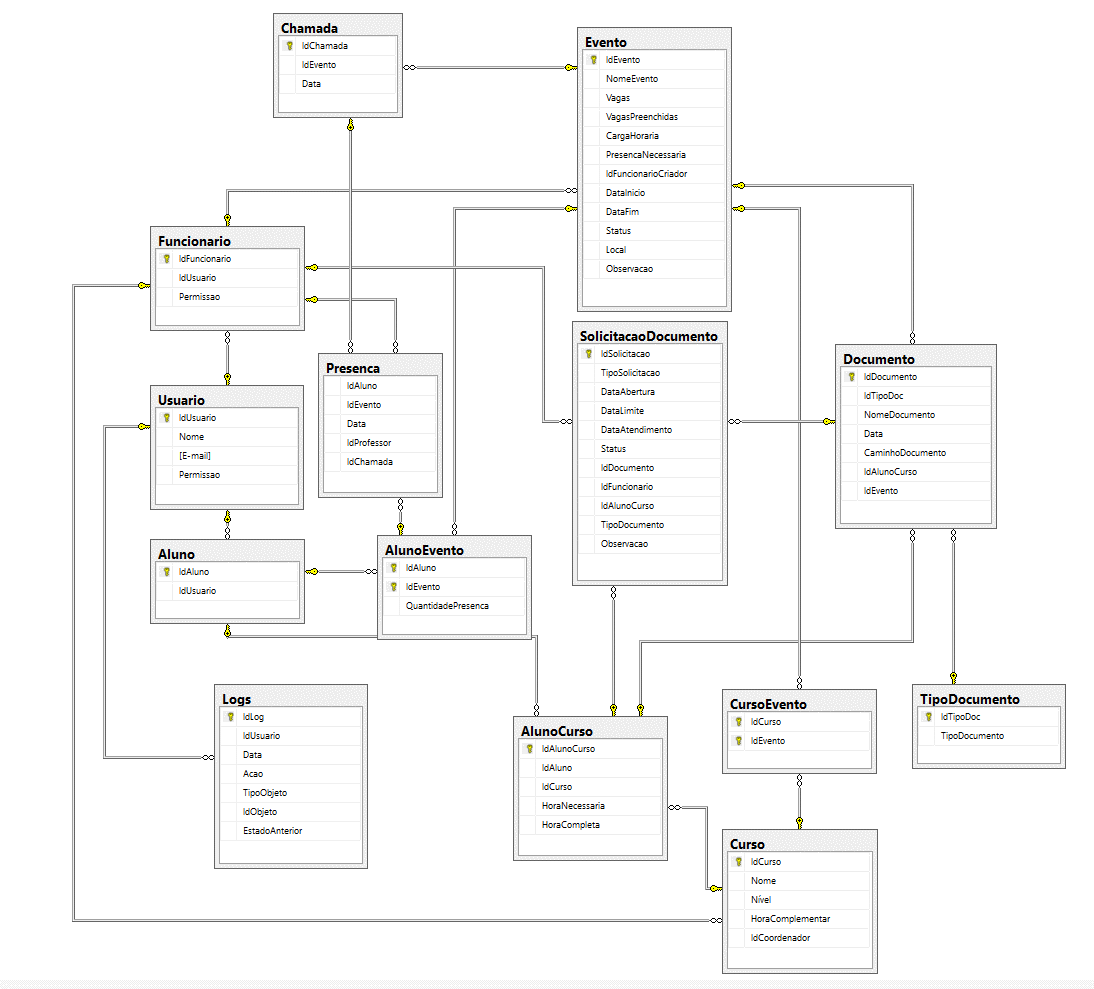 Chamada
IdChamada
IdEvento
Data
Evento
IdEvento
NomeEvento
Vagas
VagasPreenchidas
CargaHoraria
PresencaNecessaria
IdFuncionarioCriador
DataInicio
DataFim
Status
Local
Observacao
Funcionario
IdFuncionario
IdUsuario
Permissao
Presenca
IdAluno
IdEvento
Data
IdProfessor
IdChamada
SolicitacaoDocumento
IdSolicitacao
TipoSolicitacao
DataAbertura
DataLimite
DataAtendimento
Status
IdDocumento
IdFuncionario
IdAlunoCurso
TipoDocumento
Observacao
Documento
IdDocumento
IdTipoDoc
NomeDocumento
Data
CaminhoDocumento
IdAlunoCurso
IdEvento
Usuario
IdUsuario
Nome
[E-mail]
Permissao
Aluno
IdAluno
IdUsuario
AlunoEvento
IdAluno
IdEvento
QuantidadePresenca
Logs
IdLog
IdUsuario
Data
Acao
TipoObjeto
IdObjeto
EstadoAnterior
AlunoCurso
IdAlunoCurso
IdAluno
IdCurso
HoraNecessaria
HoraCompleta
CursoEvento
IdCurso
IdEvento
TipoDocumento
IdTipoDoc
TipoDocumento
Curso
IdCurso
Nome
Nível
HoraComplementar
IdCoordenador